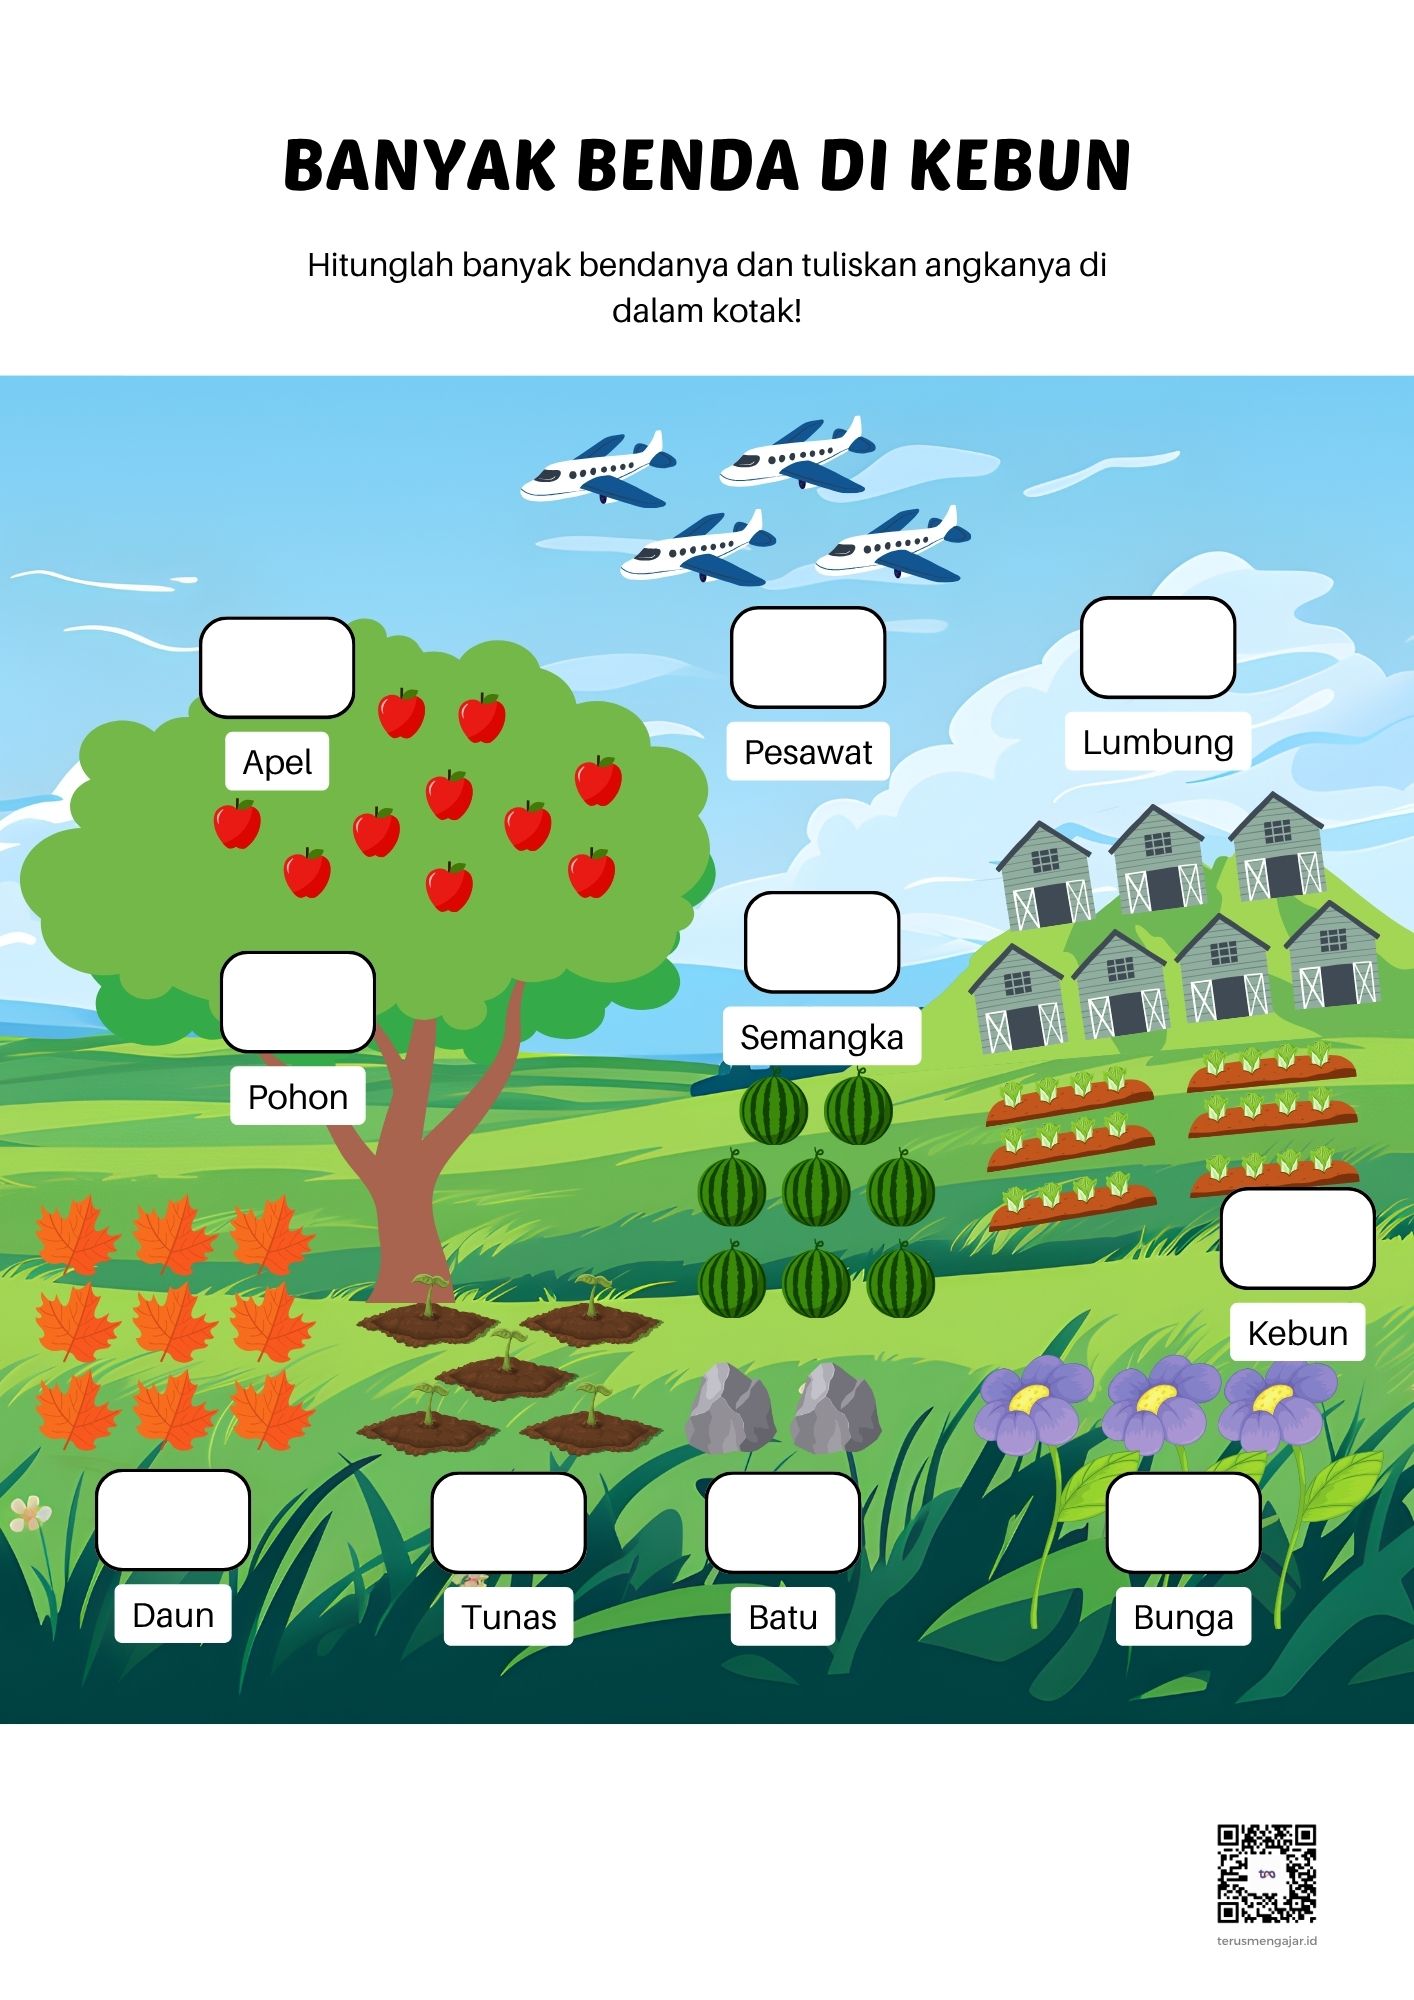 BANYAK BENDA DI KEBUN
Hitunglah banyak bendanya dan tuliskan angkanya di
dalam kotak!
Apel
Pesawat
Lumbung
Semangka
Pohon
Kebun
Daun
Tunas
Batu
Bunga
terusmengajar.id